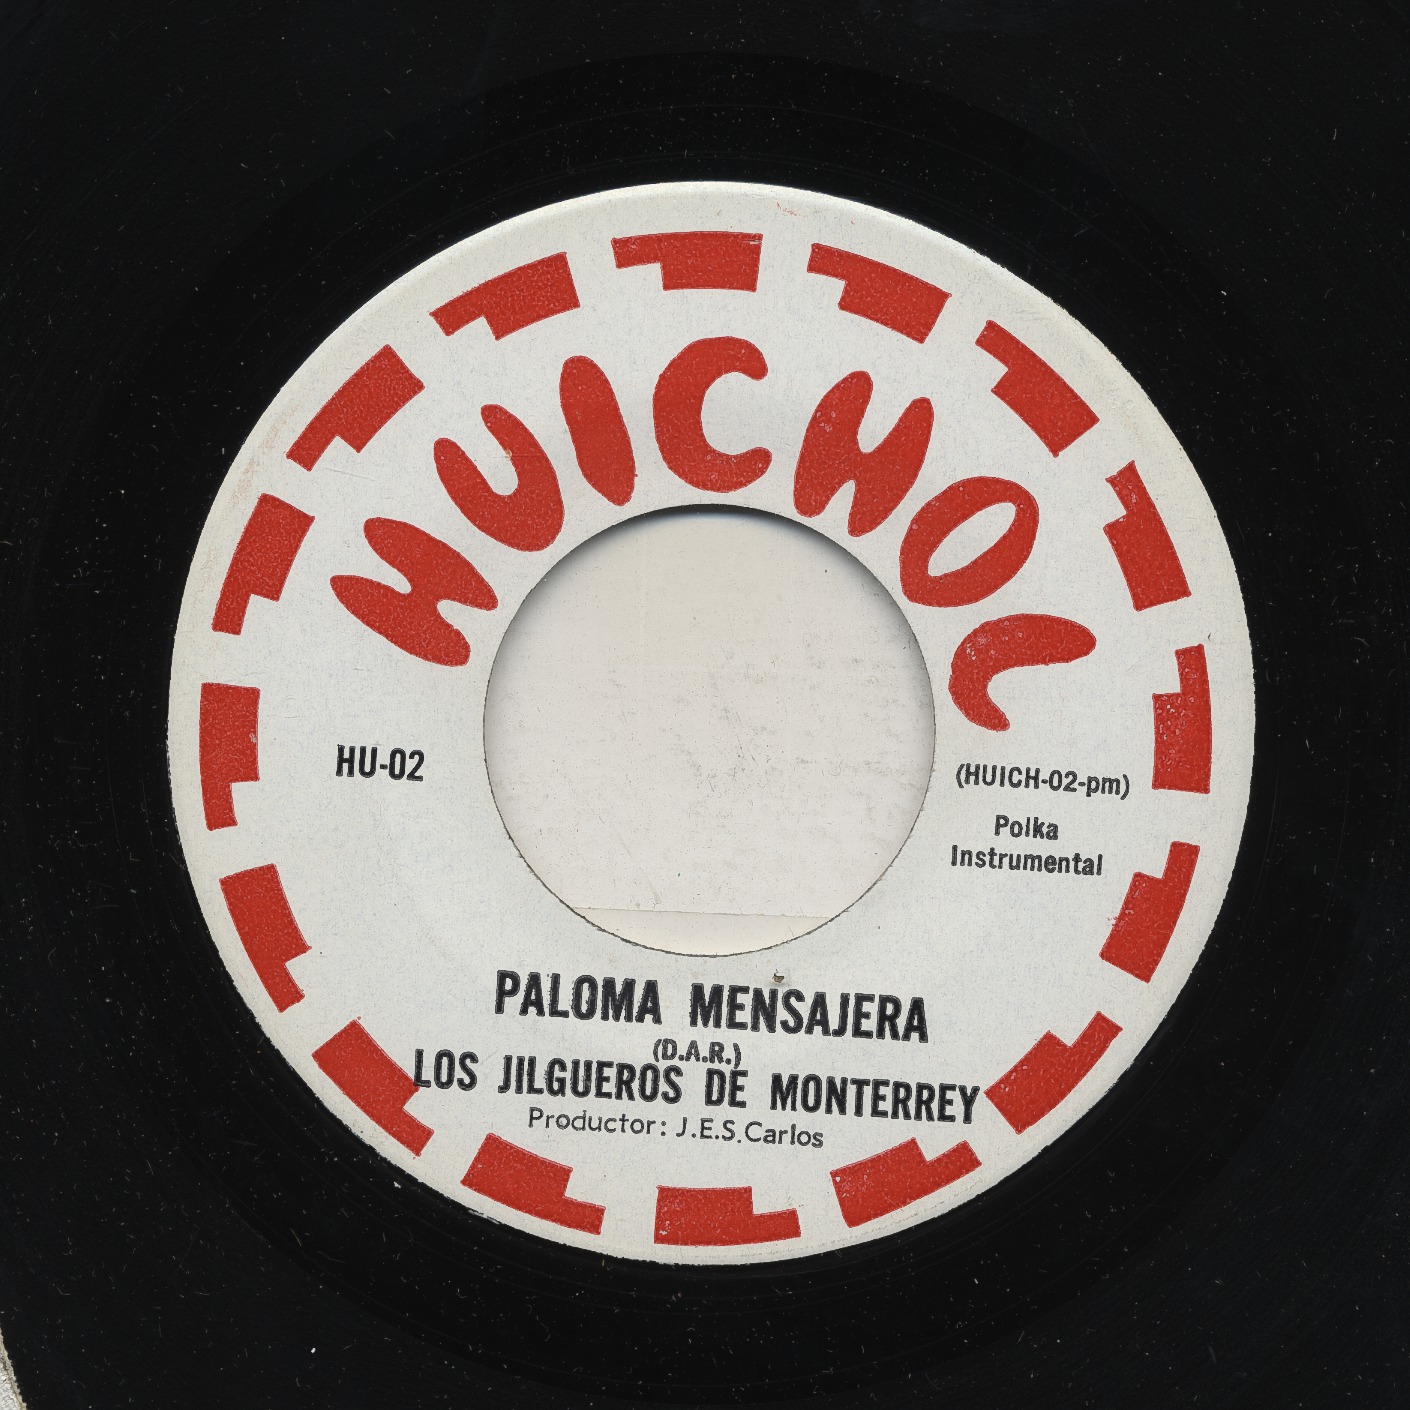 HUICHOL
HU-02
(HUICH-02-pm)
Polka
Instrumental
PALOMA MENSAJERA
(D.A.R.)
LOS JILGUEROS DE MONTERREY
Productor: J.E.S.Carlos